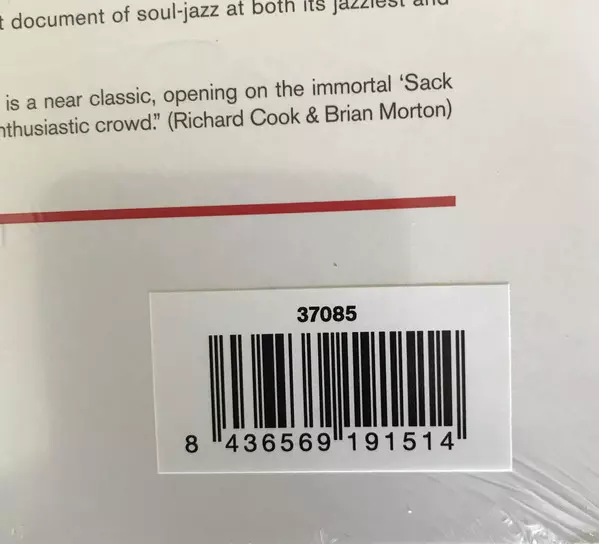 t document of soul-jazz at both its jazziest and
is a near classic, opening on the immortal ‘Sack
nthusiastic crowd.” (Richard Cook & Brian Morton)
37085
8 436569 191514